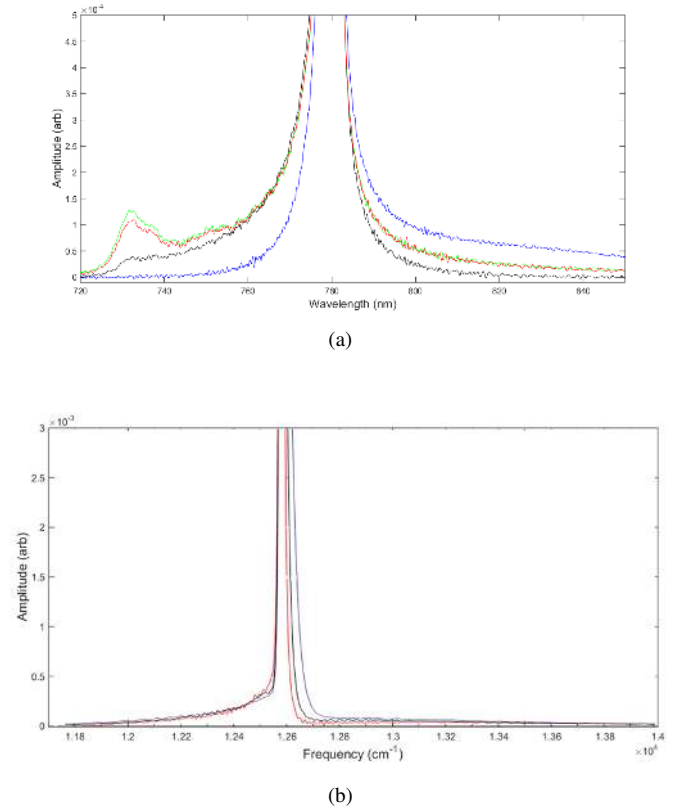 ×10⁻⁴
5
4.5
4
3.5
3
2.5
2
1.5
1
0.5
0
Amplitude (arb)
720 740 760 780 800 820 840
Wavelength (nm)
(a)
×10⁻³
3
2.5
2
1.5
1
0.5
0
Amplitude (arb)
1.18 1.2 1.22 1.24 1.26 1.28 1.3 1.32 1.34 1.36 1.38 1.4
×10⁴
Frequency (cm⁻¹)
(b)